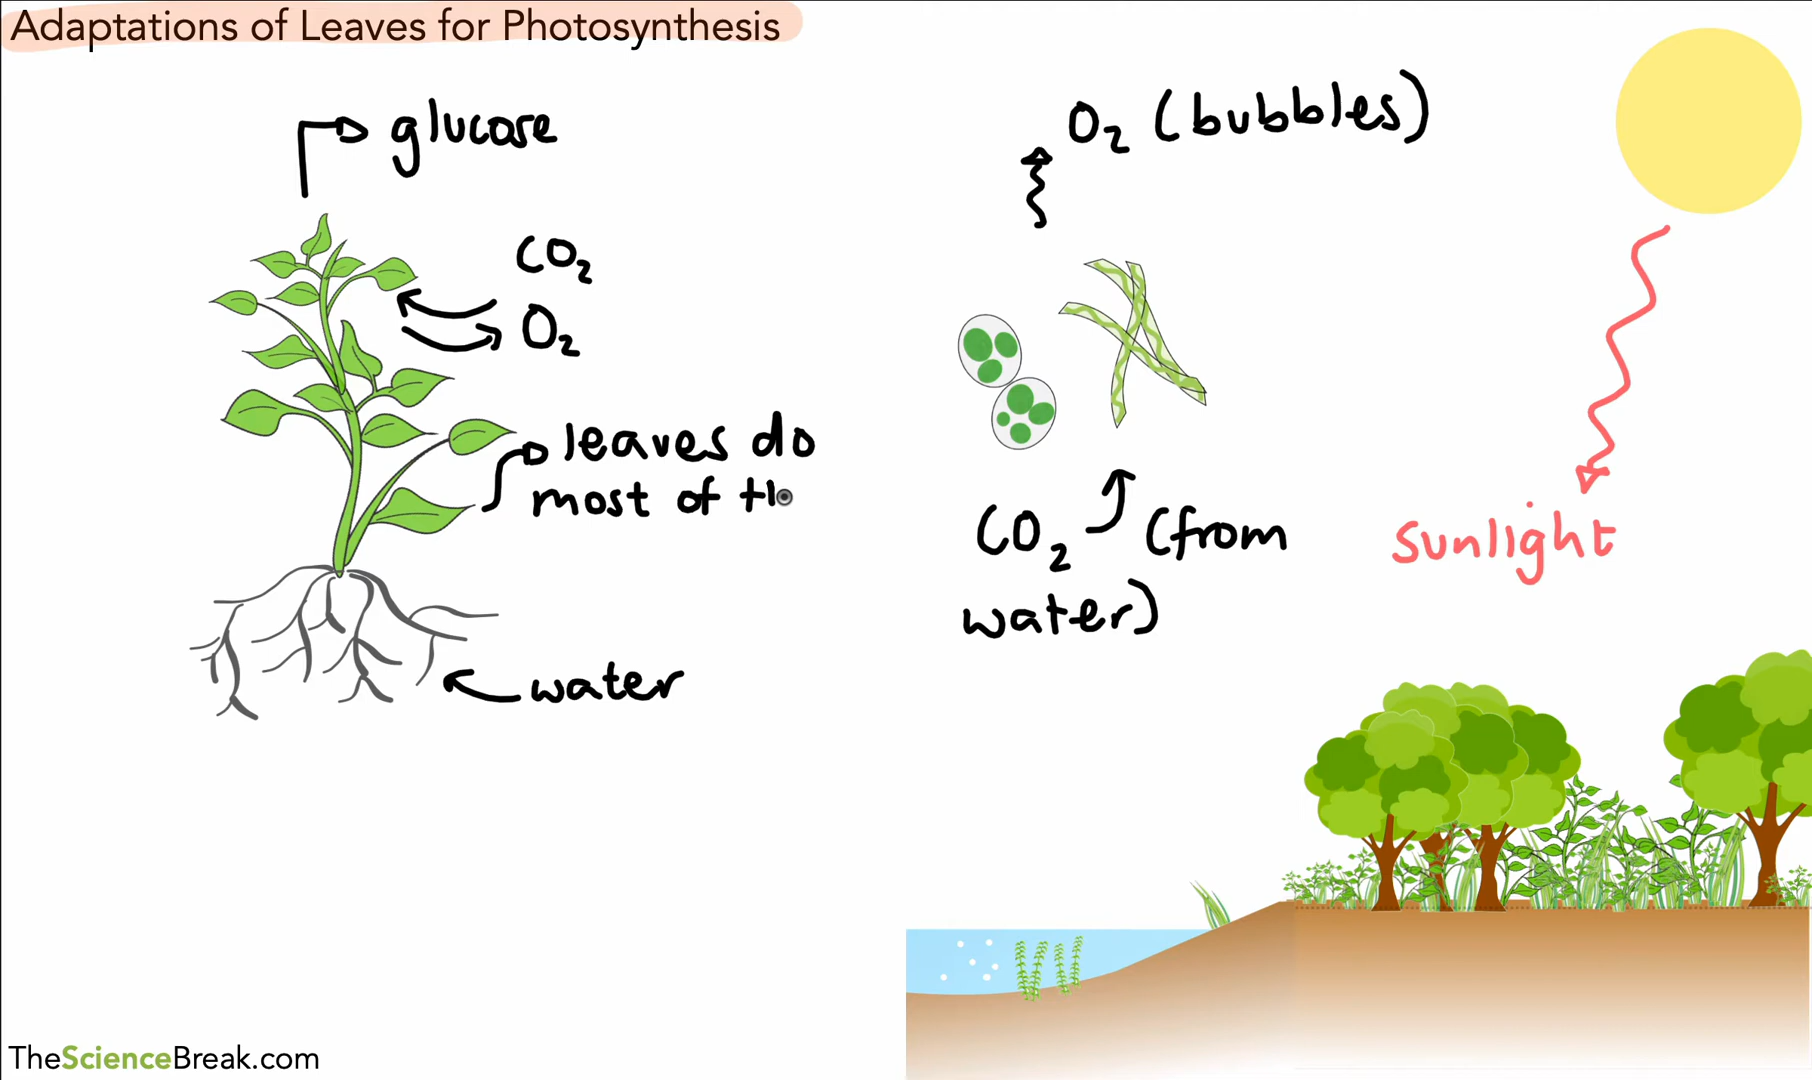 Adaptations of Leaves for Photosynthesis
glucose
CO₂
O₂
leaves do
most of
water
O₂ (bubbles)
CO₂ (from
water)
sunlight
TheScienceBreak.com